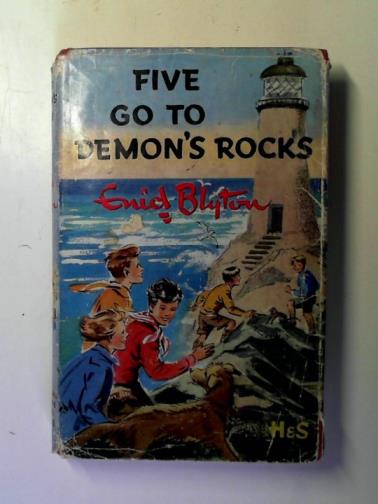 FIVE
GO TO
DEMON'S ROCKS
Enid Blyton
H&S